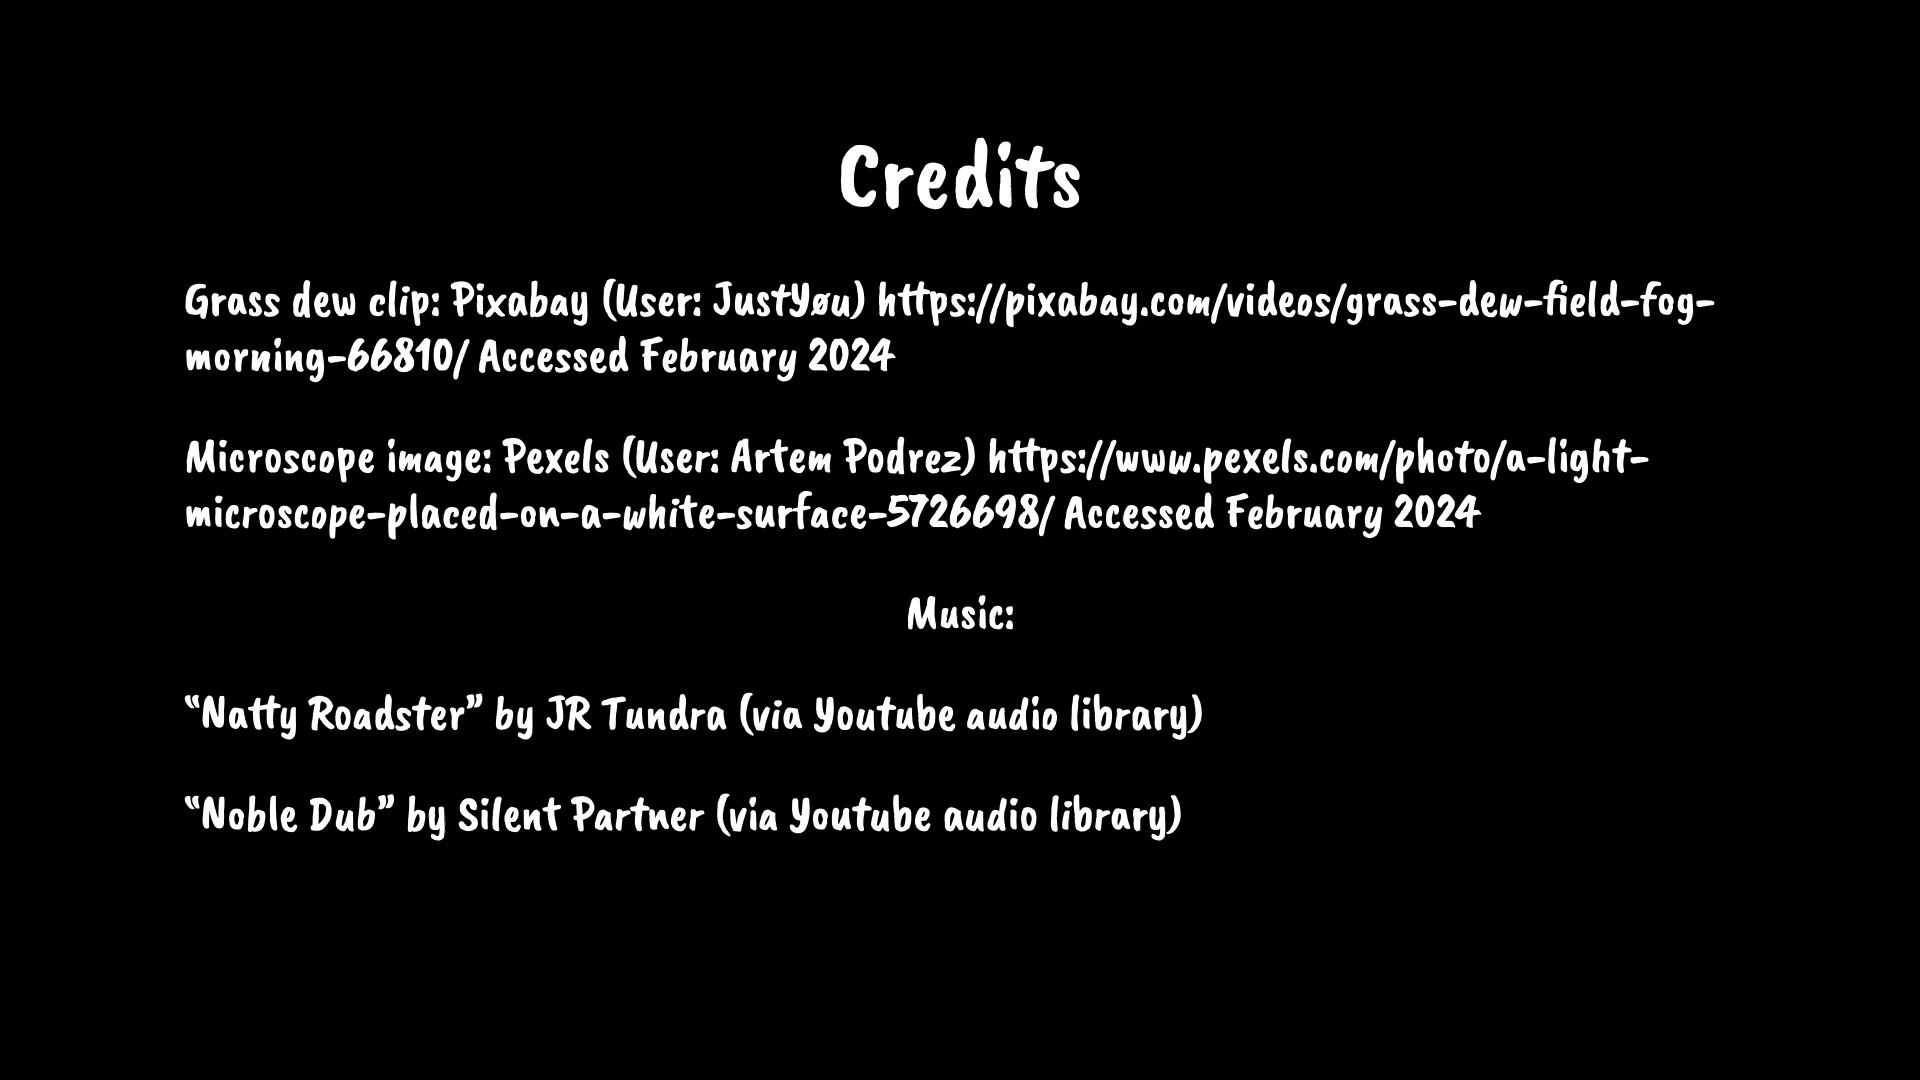 Credits
Grass dew clip: Pixabay (User: JustYøu) https://pixabay.com/videos/grass-dew-field-fog-
morning-66810/ Accessed February 2024
Microscope image: Pexels (User: Artem Podrez) https://www.pexels.com/photo/a-light-
microscope-placed-on-a-white-surface-5726698/ Accessed February 2024
Music:
“Natty Roadster” by JR Tundra (via Youtube audio library)
“Noble Dub” by Silent Partner (via Youtube audio library)